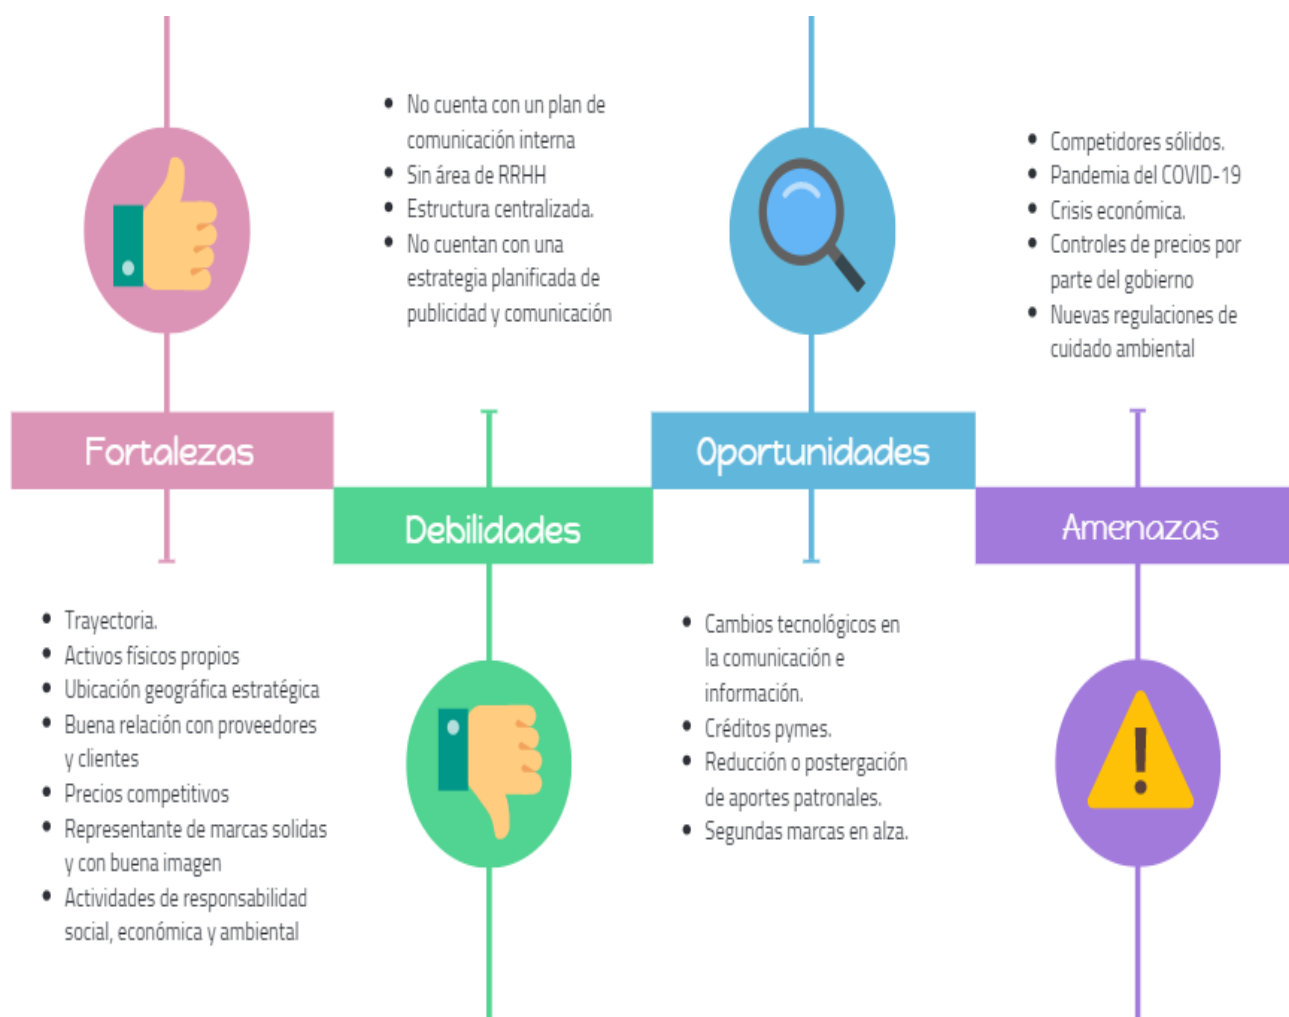 Fortalezas
Trayectoria.
Activos físicos propios
Ubicación geográfica estratégica
Buena relación con proveedores
y clientes
Precios competitivos
Representante de marcas solidas
y con buena imagen
Actividades de responsabilidad
social, económica y ambiental
No cuenta con un plan de
comunicación interna
Sin área de RRHH
Estructura centralizada.
No cuentan con una
estrategia planificada de
publicidad y comunicación
Debilidades
Oportunidades
Cambios tecnológicos en
la comunicación e
información.
Créditos pymes.
Reducción o postergación
de aportes patronales.
Segundas marcas en alza.
Competidores sólidos.
Pandemia del COVID-19
Crisis económica.
Controles de precios por
parte del gobierno
Nuevas regulaciones de
cuidado ambiental
Amenazas